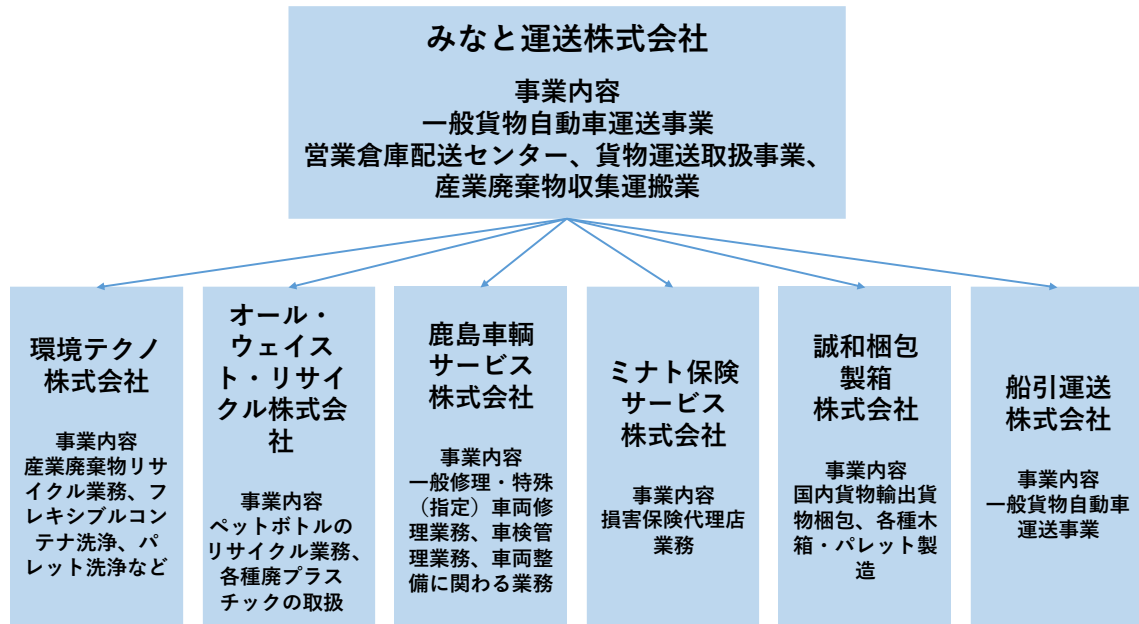 みなと運送株式会社
事業内容
一般貨物自動車運送事業
営業倉庫配送センター、貨物運送取扱事業、
産業廃棄物収集運搬業
環境テクノ
株式会社
事業内容
産業廃棄物リサ
イクル業務、フ
レキシブルコン
テナ洗浄、パ
レット洗浄など
オール・
ウェイス
ト・リサイ
クル株式会
社
事業内容
ペットボトルの
リサイクル業務、
各種廃プラス
チックの取扱
鹿島車輌
サービス
株式会社
事業内容
一般修理・特殊
（指定）車両修
理業務、車検管
理業務、車両整
備に関わる業務
ミナト保険
サービス
株式会社
事業内容
損害保険代理店
業務
誠和梱包
製箱
株式会社
事業内容
国内貨物輸出貨
物梱包、各種木
箱・パレット製
造
船引運送
株式会社
事業内容
一般貨物自動車
運送事業